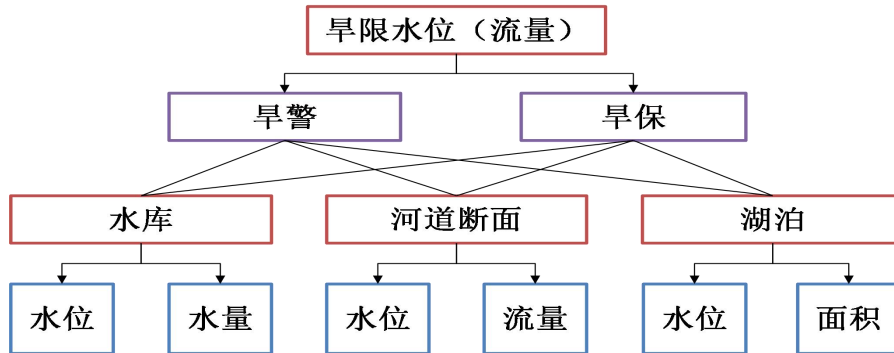 旱限水位（流量）
旱警
旱保
水库
河道断面
湖泊
水位
水量
水位
流量
水位
面积